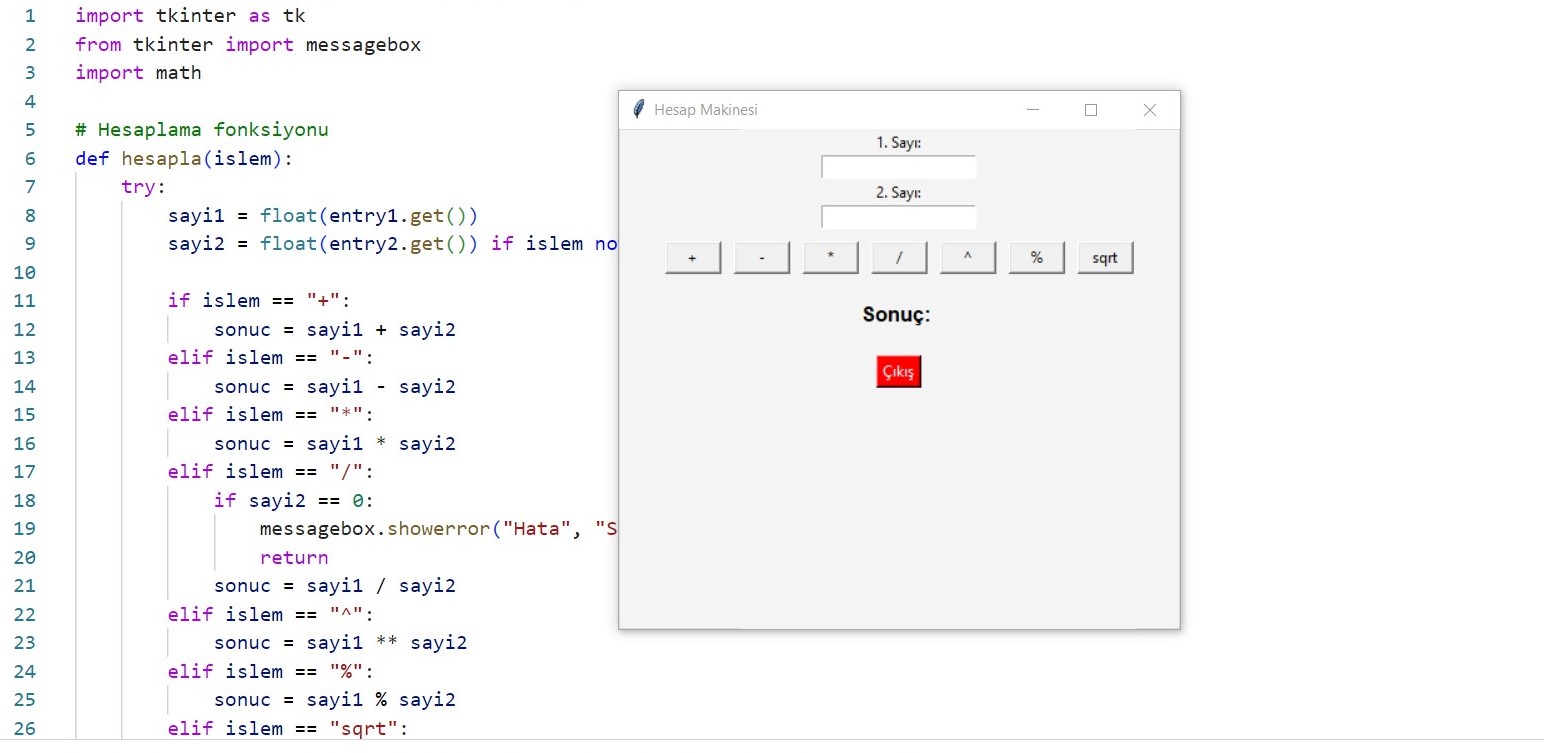 1 import tkinter as tk
2 from tkinter import messagebox
3 import math
4
5 # Hesaplama fonksiyonu
6 def hesapla(islem):
7 try:
8 sayi1 = float(entry1.get())
9 sayi2 = float(entry2.get()) if islem no
10
11 if islem == "+":
12 sonuc = sayi1 + sayi2
13 elif islem == "-":
14 sonuc = sayi1 - sayi2
15 elif islem == "*":
16 sonuc = sayi1 * sayi2
17 elif islem == "/":
18 if sayi2 == 0:
19 messagebox.showerror("Hata", "S
20 return
21 sonuc = sayi1 / sayi2
22 elif islem == "^":
23 sonuc = sayi1 ** sayi2
24 elif islem == "%":
25 sonuc = sayi1 % sayi2
26 elif islem == "sqrt":
Hesap Makinesi
1. Sayı:
2. Sayı:
+ - * / ^ % sqrt
Sonuç:
Çıkış